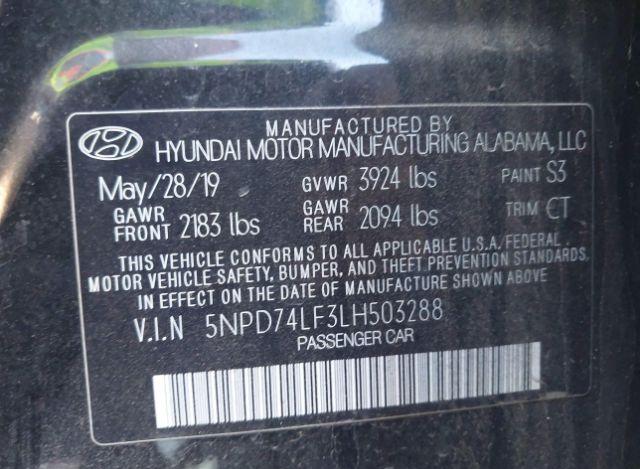 MANUFACTURED BY
HYUNDAI MOTOR MANUFACTURING ALABAMA, LLC
May/28/19 GVWR 3924 lbs PAINT S3
GAWR FRONT 2183 lbs GAWR REAR 2094 lbs TRIM CT
THIS VEHICLE CONFORMS TO ALL APPLICABLE U.S.A. FEDERAL
MOTOR VEHICLE SAFETY, BUMPER, AND THEFT PREVENTION STANDARDS
IN EFFECT ON THE DATE OF MANUFACTURE SHOWN ABOVE
V.I.N 5NPD74LF3LH503288
PASSENGER CAR